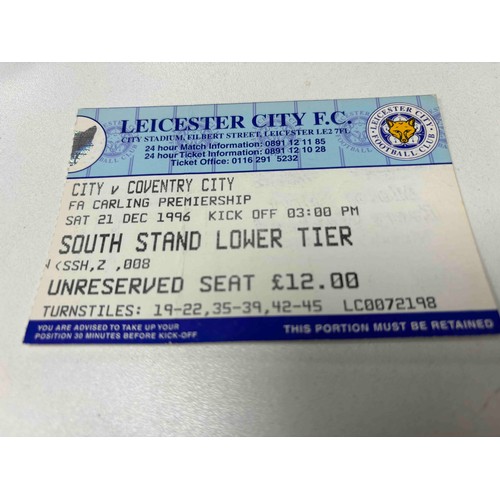 LEICESTER CITY F.C.
CITY STADIUM, FILBERT STREET, LEICESTER LE2 7FL
24 hour Match Information: 0891 12 11 85
24 hour Ticket Information: 0891 12 10 28
Ticket Office: 0116 291 5232
LEICESTER CITY
FOOTBALL CLUB
CITY v COVENTRY CITY
FA CARLING PREMIERSHIP
SAT 21 DEC 1996 KICK OFF 03:00 PM
SOUTH STAND LOWER TIER
<SSH,Z ,008
UNRESERVED SEAT £12.00
TURNSTILES: 19-22,35-39,42-45 LC0072198
YOU ARE ADVISED TO TAKE UP YOUR
POSITION 30 MINUTES BEFORE KICK-OFF
THIS PORTION MUST BE RETAINED